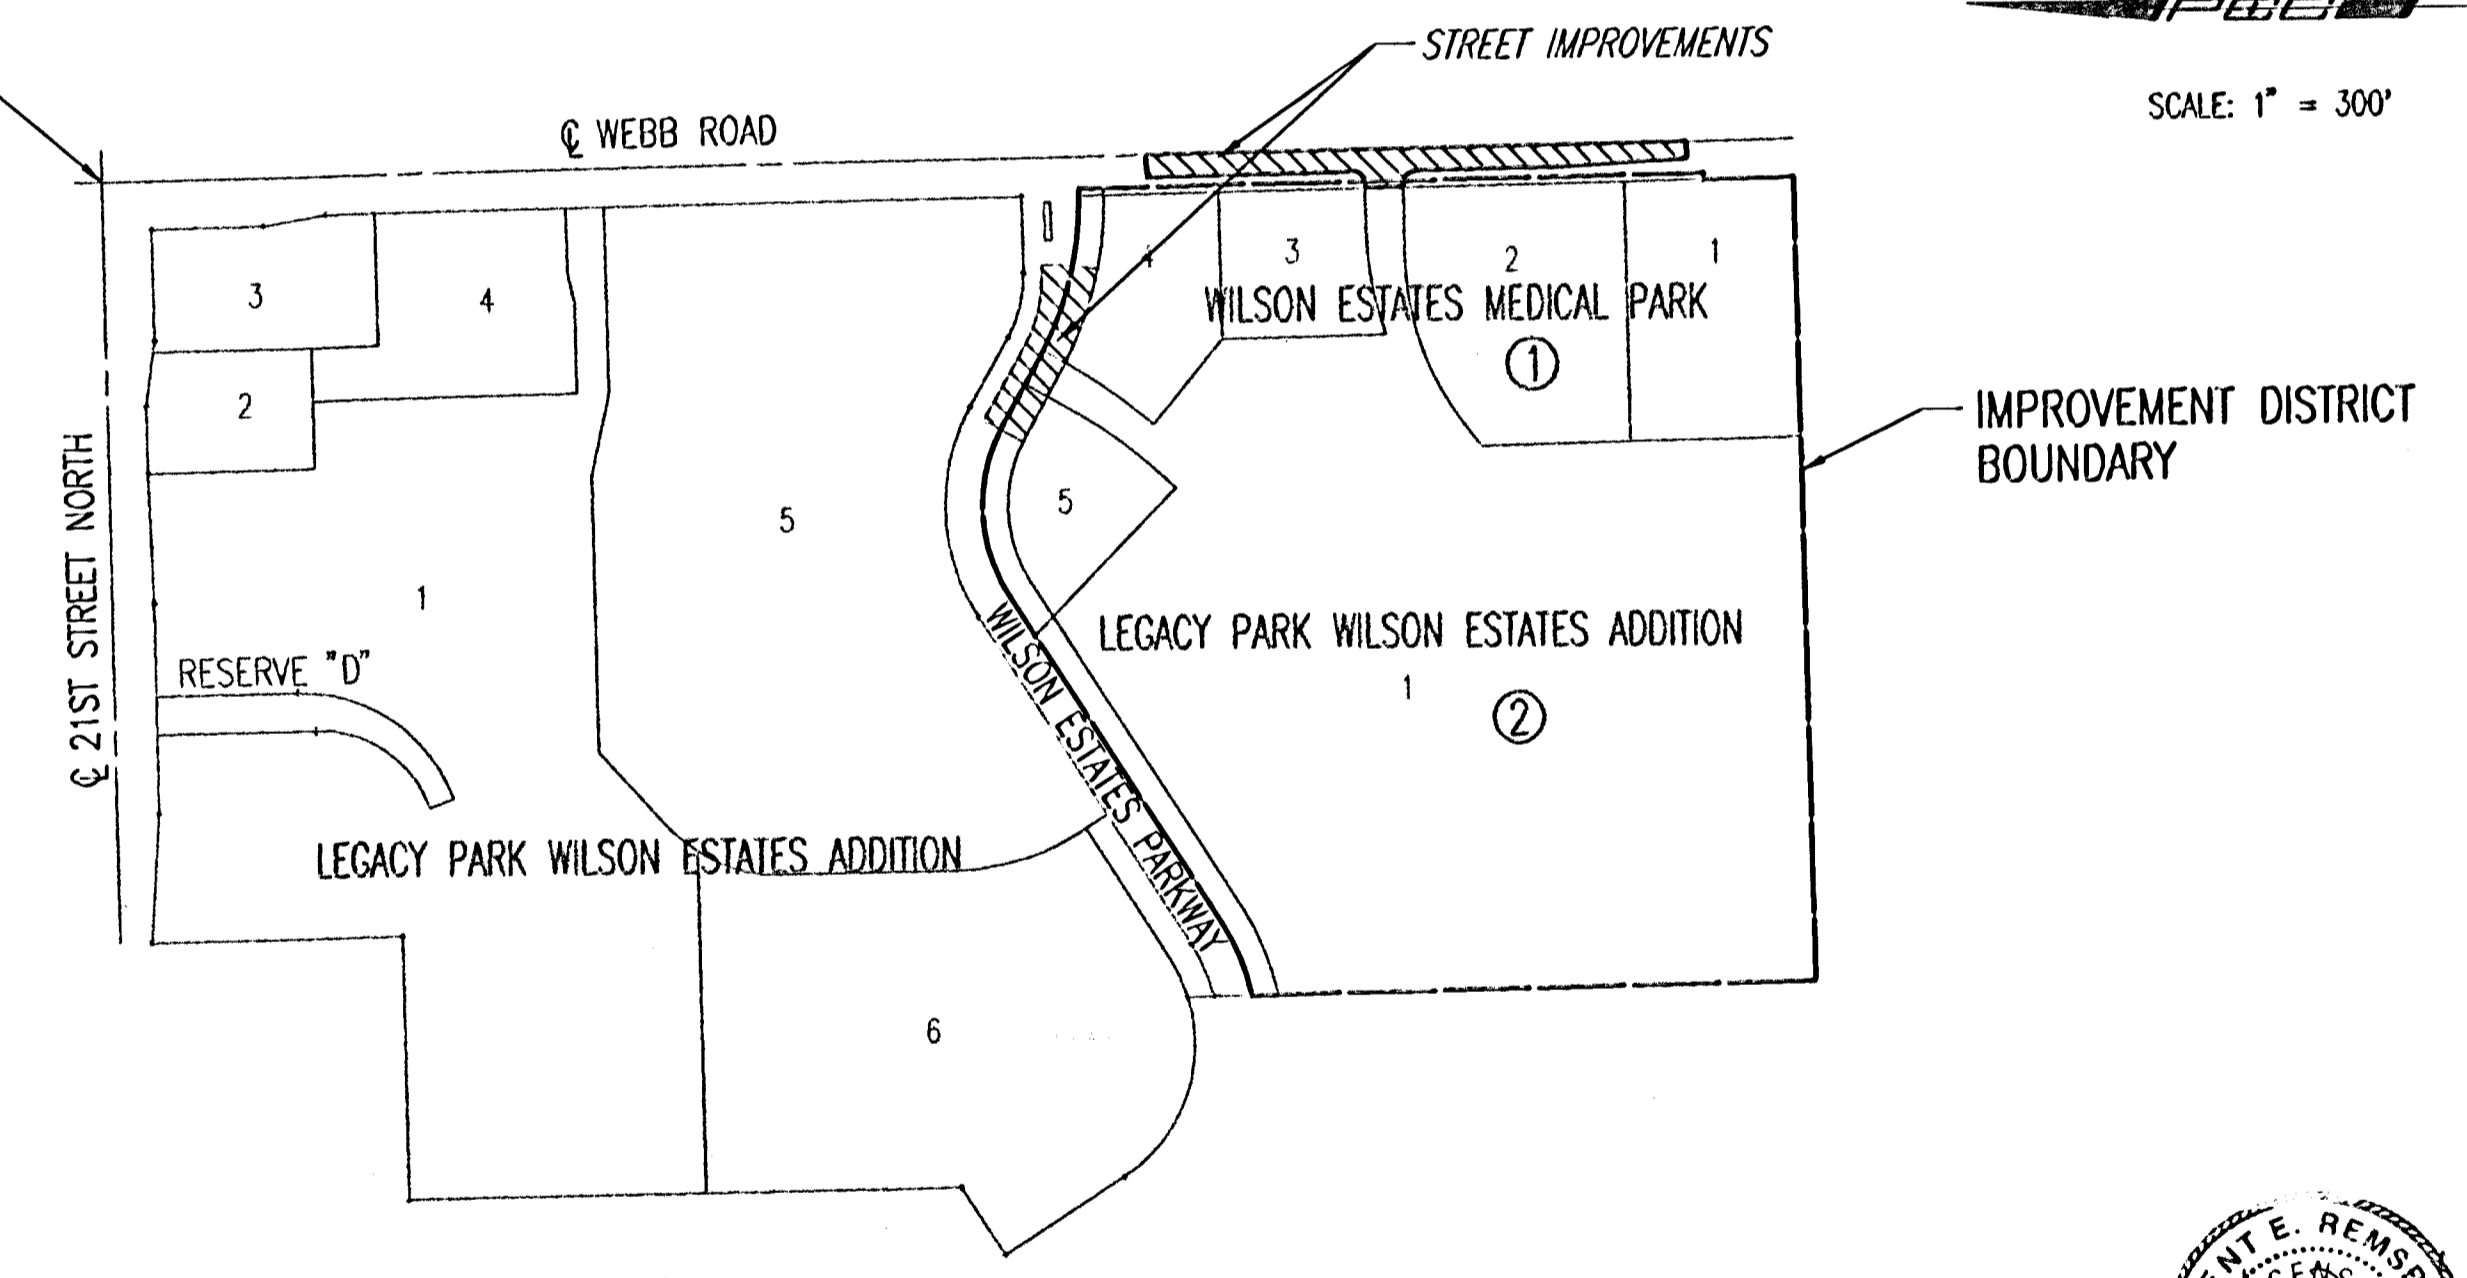 STREET IMPROVEMENTS
SCALE: 1" = 300'
℄ WEBB ROAD
3
4
2
1
5
RESERVE "D"
℄ 21ST STREET NORTH
LEGACY PARK WILSON ESTATES ADDITION
6
4
3
2
1
WILSON ESTATES MEDICAL PARK
1
5
IMPROVEMENT DISTRICT
BOUNDARY
LEGACY PARK WILSON ESTATES ADDITION
1
2
WILSON ESTATES PARKWAY
E.